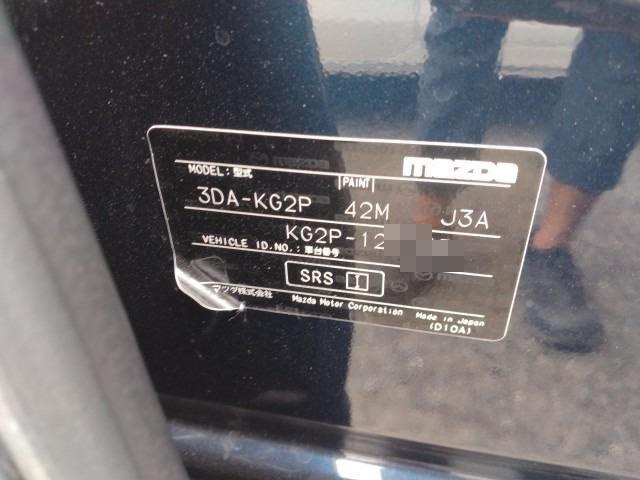 mazda
MODEL:型式 PAINT
3DA-KG2P 42M J3A
KG2P-12
VEHICLE ID.NO.:車台番号
SRS I
マツダ株式会社 Mazda Motor Corporation Made in Japan
(D10A)